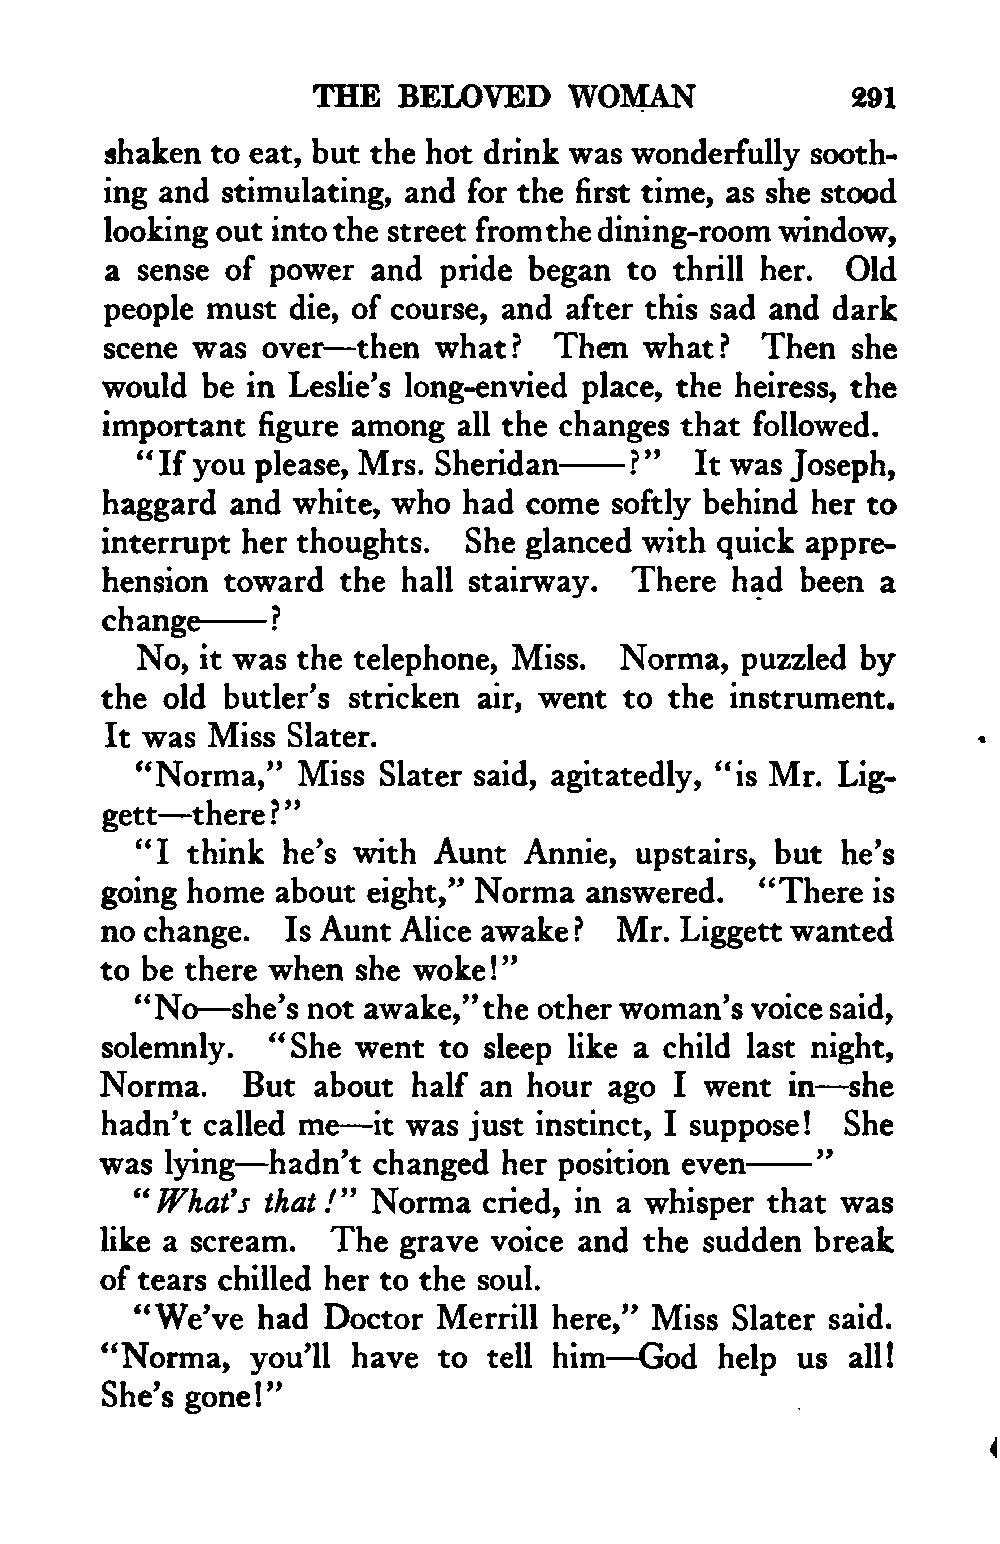 THE BELOVED WOMAN 291
shaken to eat, but the hot drink was wonderfully sooth-
ing and stimulating, and for the first time, as she stood
looking out into the street from the dining-room window,
a sense of power and pride began to thrill her. Old
people must die, of course, and after this sad and dark
scene was over—then what? Then what? Then she
would be in Leslie's long-envied place, the heiress, the
important figure among all the changes that followed.
"If you please, Mrs. Sheridan——?" It was Joseph,
haggard and white, who had come softly behind her to
interrupt her thoughts. She glanced with quick appre-
hension toward the hall stairway. There had been a
change——?
No, it was the telephone, Miss. Norma, puzzled by
the old butler's stricken air, went to the instrument.
It was Miss Slater.
"Norma," Miss Slater said, agitatedly, "is Mr. Lig-
gett—there?"
"I think he's with Aunt Annie, upstairs, but he's
going home about eight," Norma answered. "There is
no change. Is Aunt Alice awake? Mr. Liggett wanted
to be there when she woke!"
"No—she's not awake," the other woman's voice said,
solemnly. "She went to sleep like a child last night,
Norma. But about half an hour ago I went in—she
hadn't called me—it was just instinct, I suppose! She
was lying—hadn't changed her position even——"
"What's that!" Norma cried, in a whisper that was
like a scream. The grave voice and the sudden break
of tears chilled her to the soul.
"We've had Doctor Merrill here," Miss Slater said.
"Norma, you'll have to tell him—God help us all!
She's gone!"